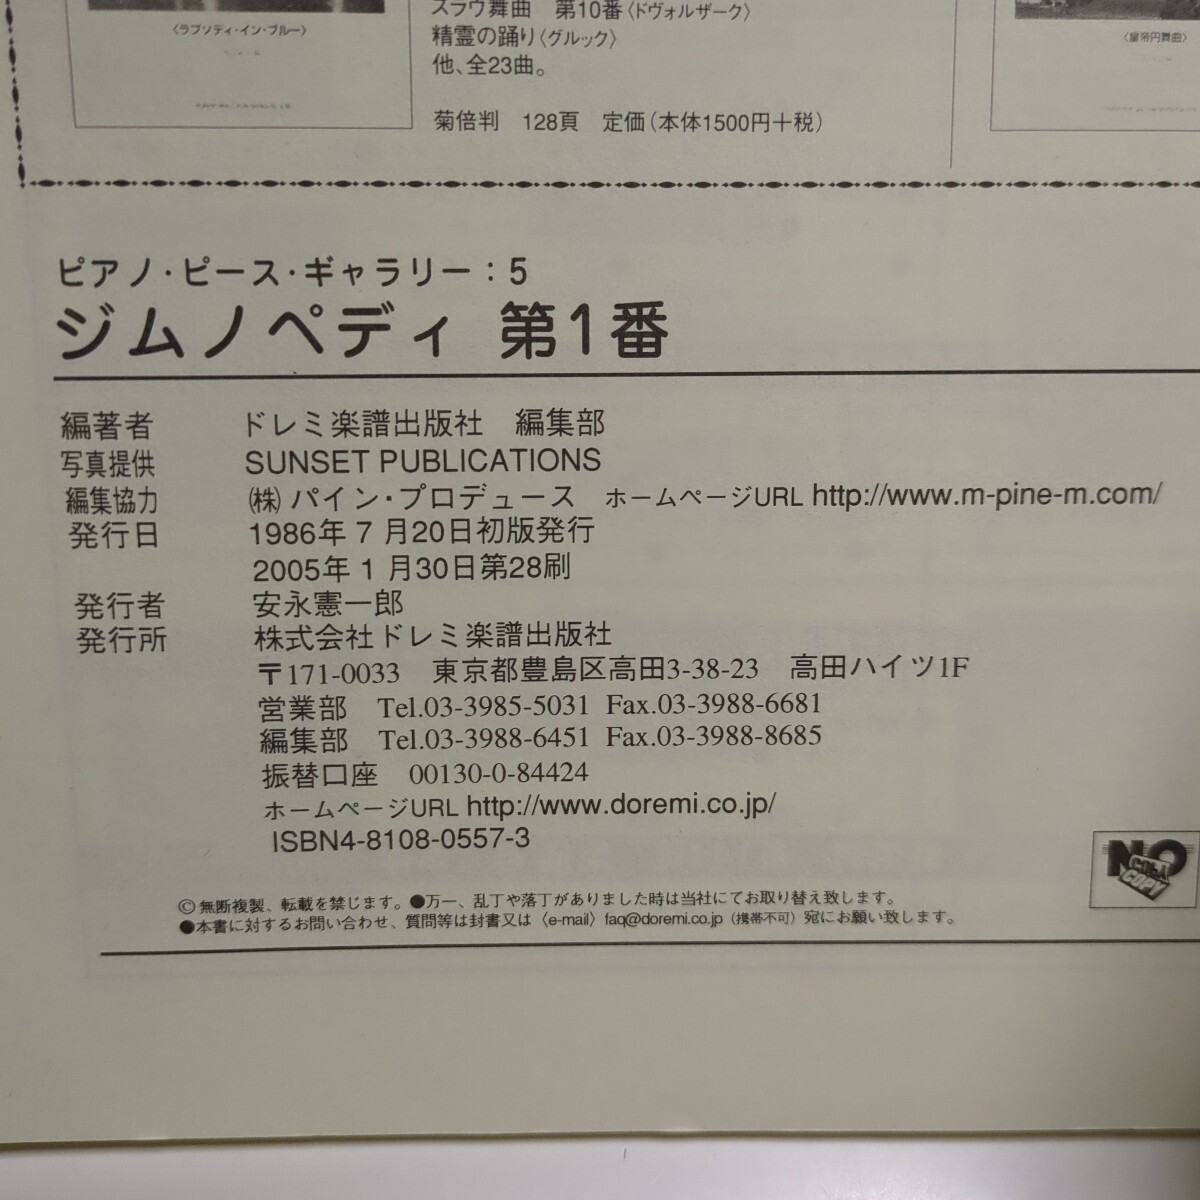 〈ラプソディ・イン・ブルー〉
スラヴ舞曲　第10番〈ドヴォルザーク〉
精霊の踊り〈グルック〉
他、全23曲。
菊倍判　128頁　定価（本体1500円＋税）
〈皇帝円舞曲〉
ピアノ・ピース・ギャラリー：5
ジムノペディ 第1番
編著者　ドレミ楽譜出版社　編集部
写真提供　SUNSET PUBLICATIONS
編集協力　㈱ パイン・プロデュース　ホームページURL http://www.m-pine-m.com/
発行日　1986年 7 月20日初版発行
2005年 1 月30日第28刷
発行者　安永憲一郎
発行所　株式会社ドレミ楽譜出版社
〒171-0033　東京都豊島区高田3-38-23　高田ハイツ1F
営業部　Tel.03-3985-5031 Fax.03-3988-6681
編集部　Tel.03-3988-6451 Fax.03-3988-8685
振替口座　00130-0-84424
ホームページURL http://www.doremi.co.jp/
ISBN4-8108-0557-3
NO
COPY
©無断複製、転載を禁じます。●万一、乱丁や落丁がありました時は当社にてお取り替え致します。
●本書に対するお問い合わせ、質問等は封書又は〈e-mail〉faq@doremi.co.jp（携帯不可）宛にお願い致します。